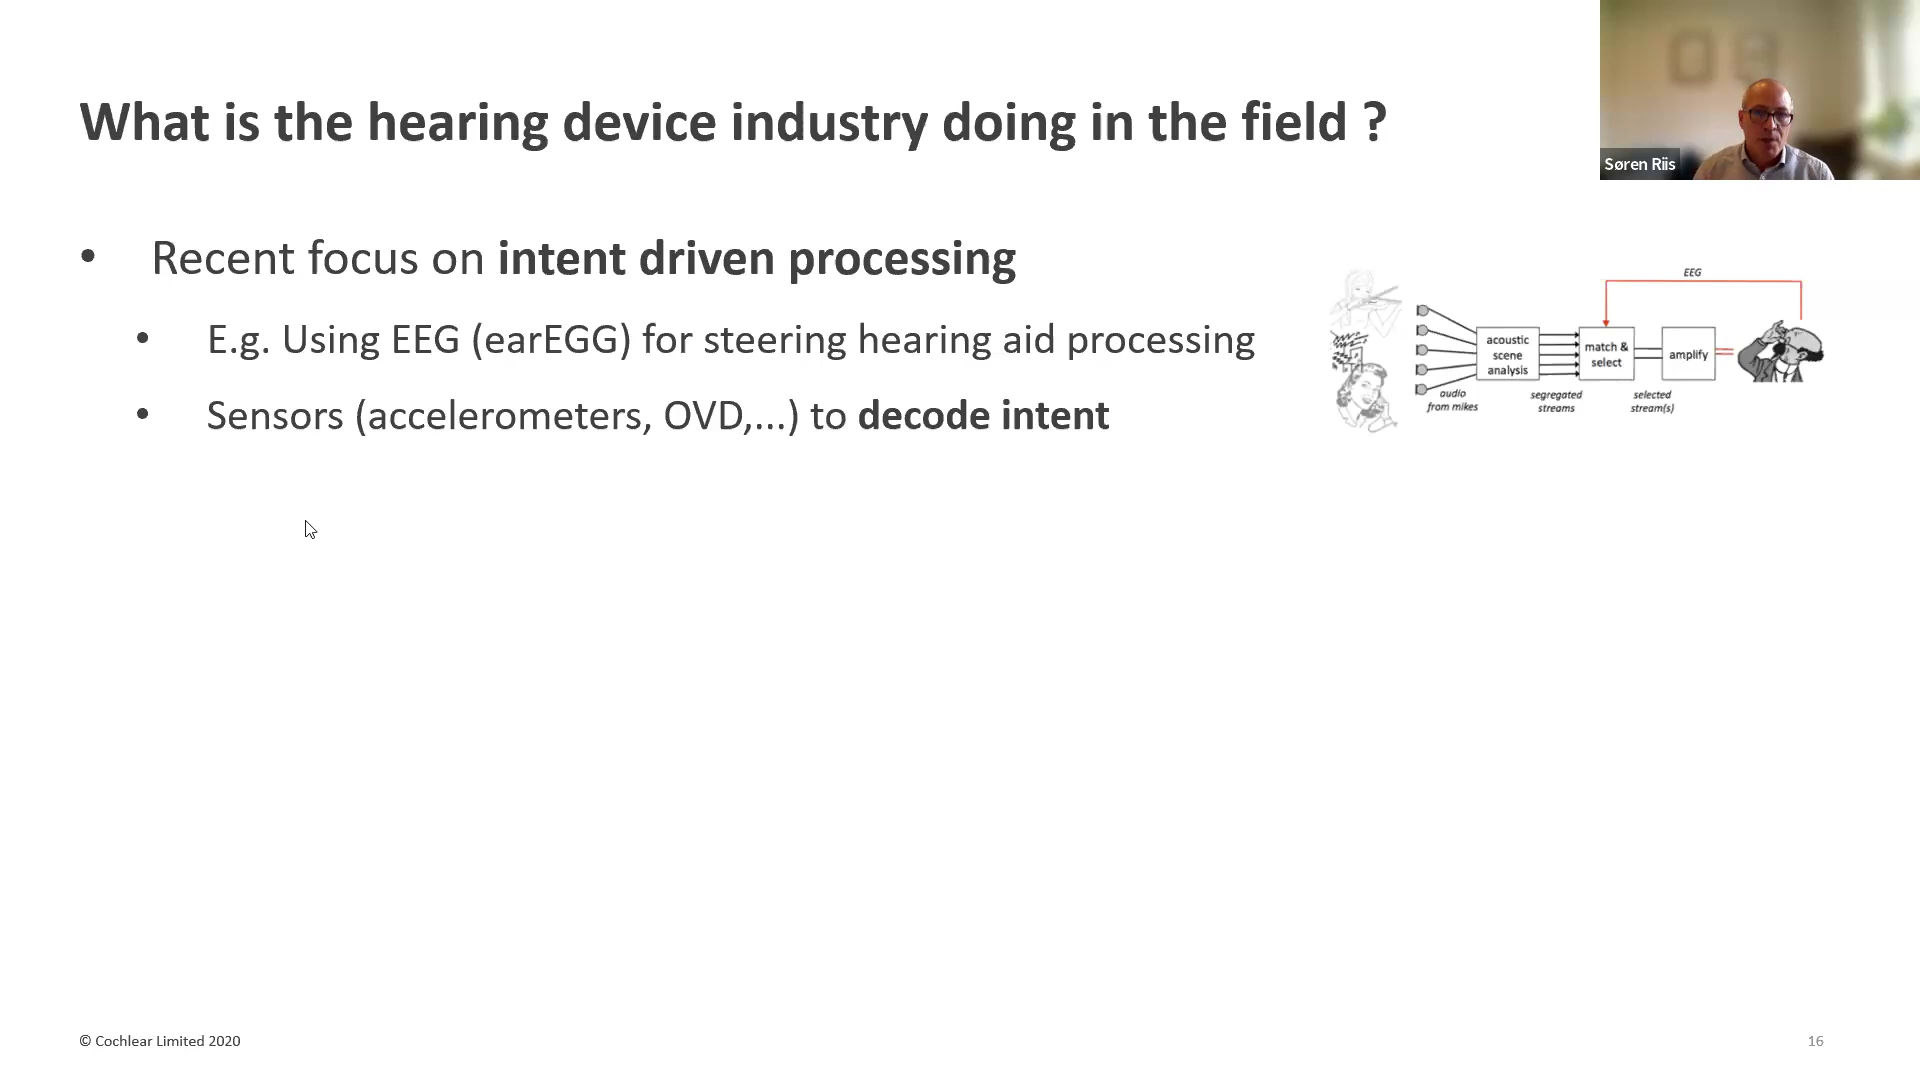 What is the hearing device industry doing in the field ?
Søren Riis
• Recent focus on intent driven processing
• E.g. Using EEG (earEGG) for steering hearing aid processing
• Sensors (accelerometers, OVD,...) to decode intent
EEG
acoustic
scene
analysis
match &
select
amplify
audio
from mikes
segregated
streams
selected
stream(s)
© Cochlear Limited 2020
16